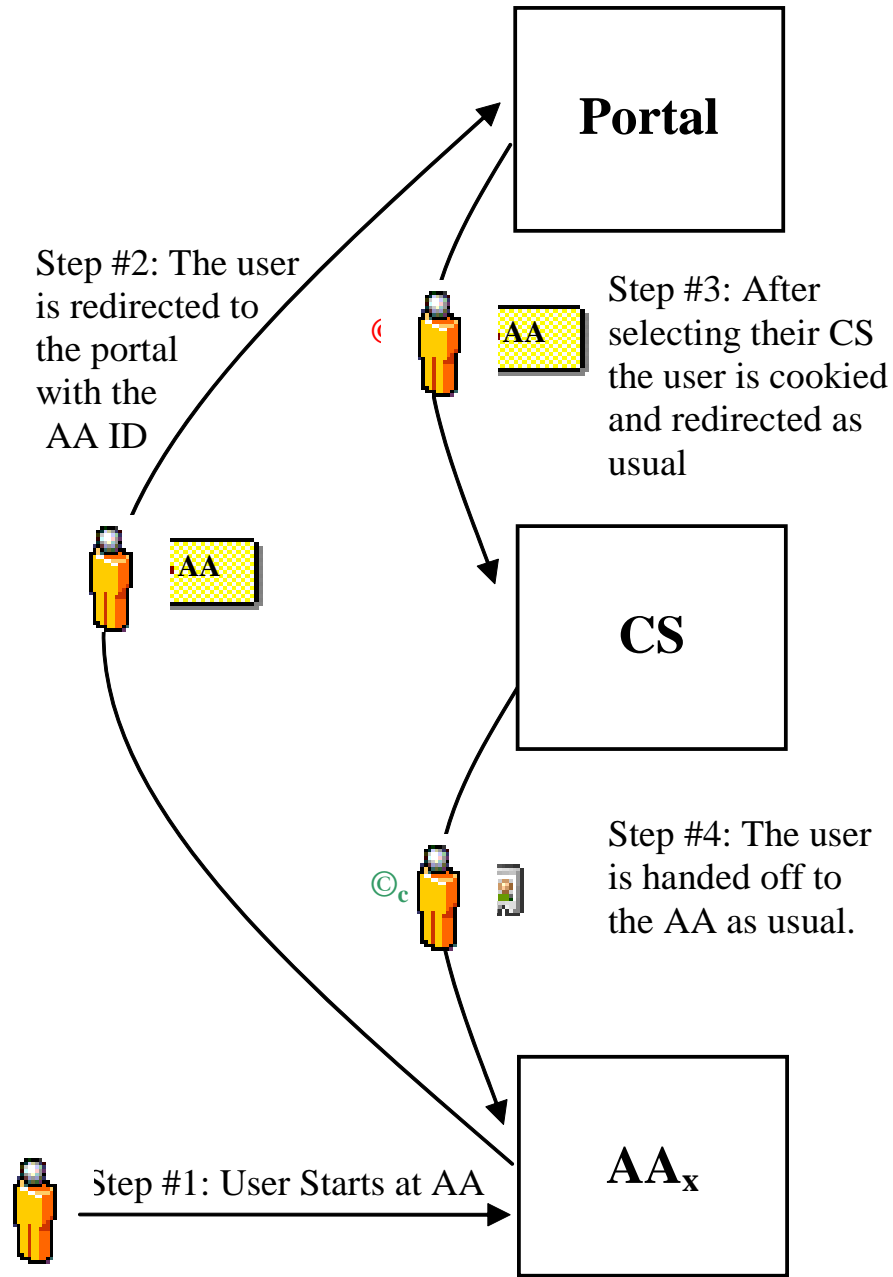 Portal
Step #2: The user
is redirected to
the portal
with the
AA ID
©
AA
Step #3: After
selecting their CS
the user is cookied
and redirected as
usual
AA
CS
©c
Step #4: The user
is handed off to
the AA as usual.
Step #1: User Starts at AA
AAx